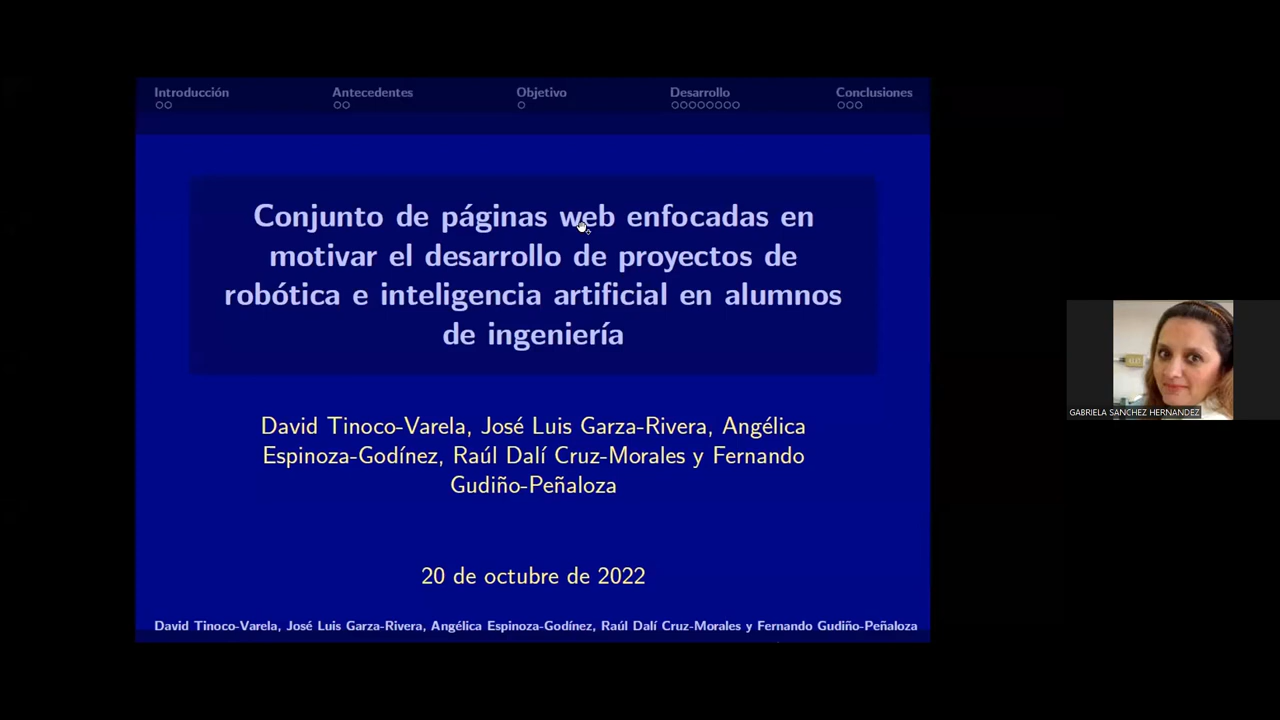 Introducción
Antecedentes
Objetivo
Desarrollo
Conclusiones
Conjunto de páginas web enfocadas en
motivar el desarrollo de proyectos de
robótica e inteligencia artificial en alumnos
de ingeniería
David Tinoco-Varela, José Luis Garza-Rivera, Angélica
Espinoza-Godínez, Raúl Dalí Cruz-Morales y Fernando
Gudiño-Peñaloza
20 de octubre de 2022
David Tinoco-Varela, José Luis Garza-Rivera, Angélica Espinoza-Godínez, Raúl Dalí Cruz-Morales y Fernando Gudiño-Peñaloza
GABRIELA SANCHEZ HERNANDEZ